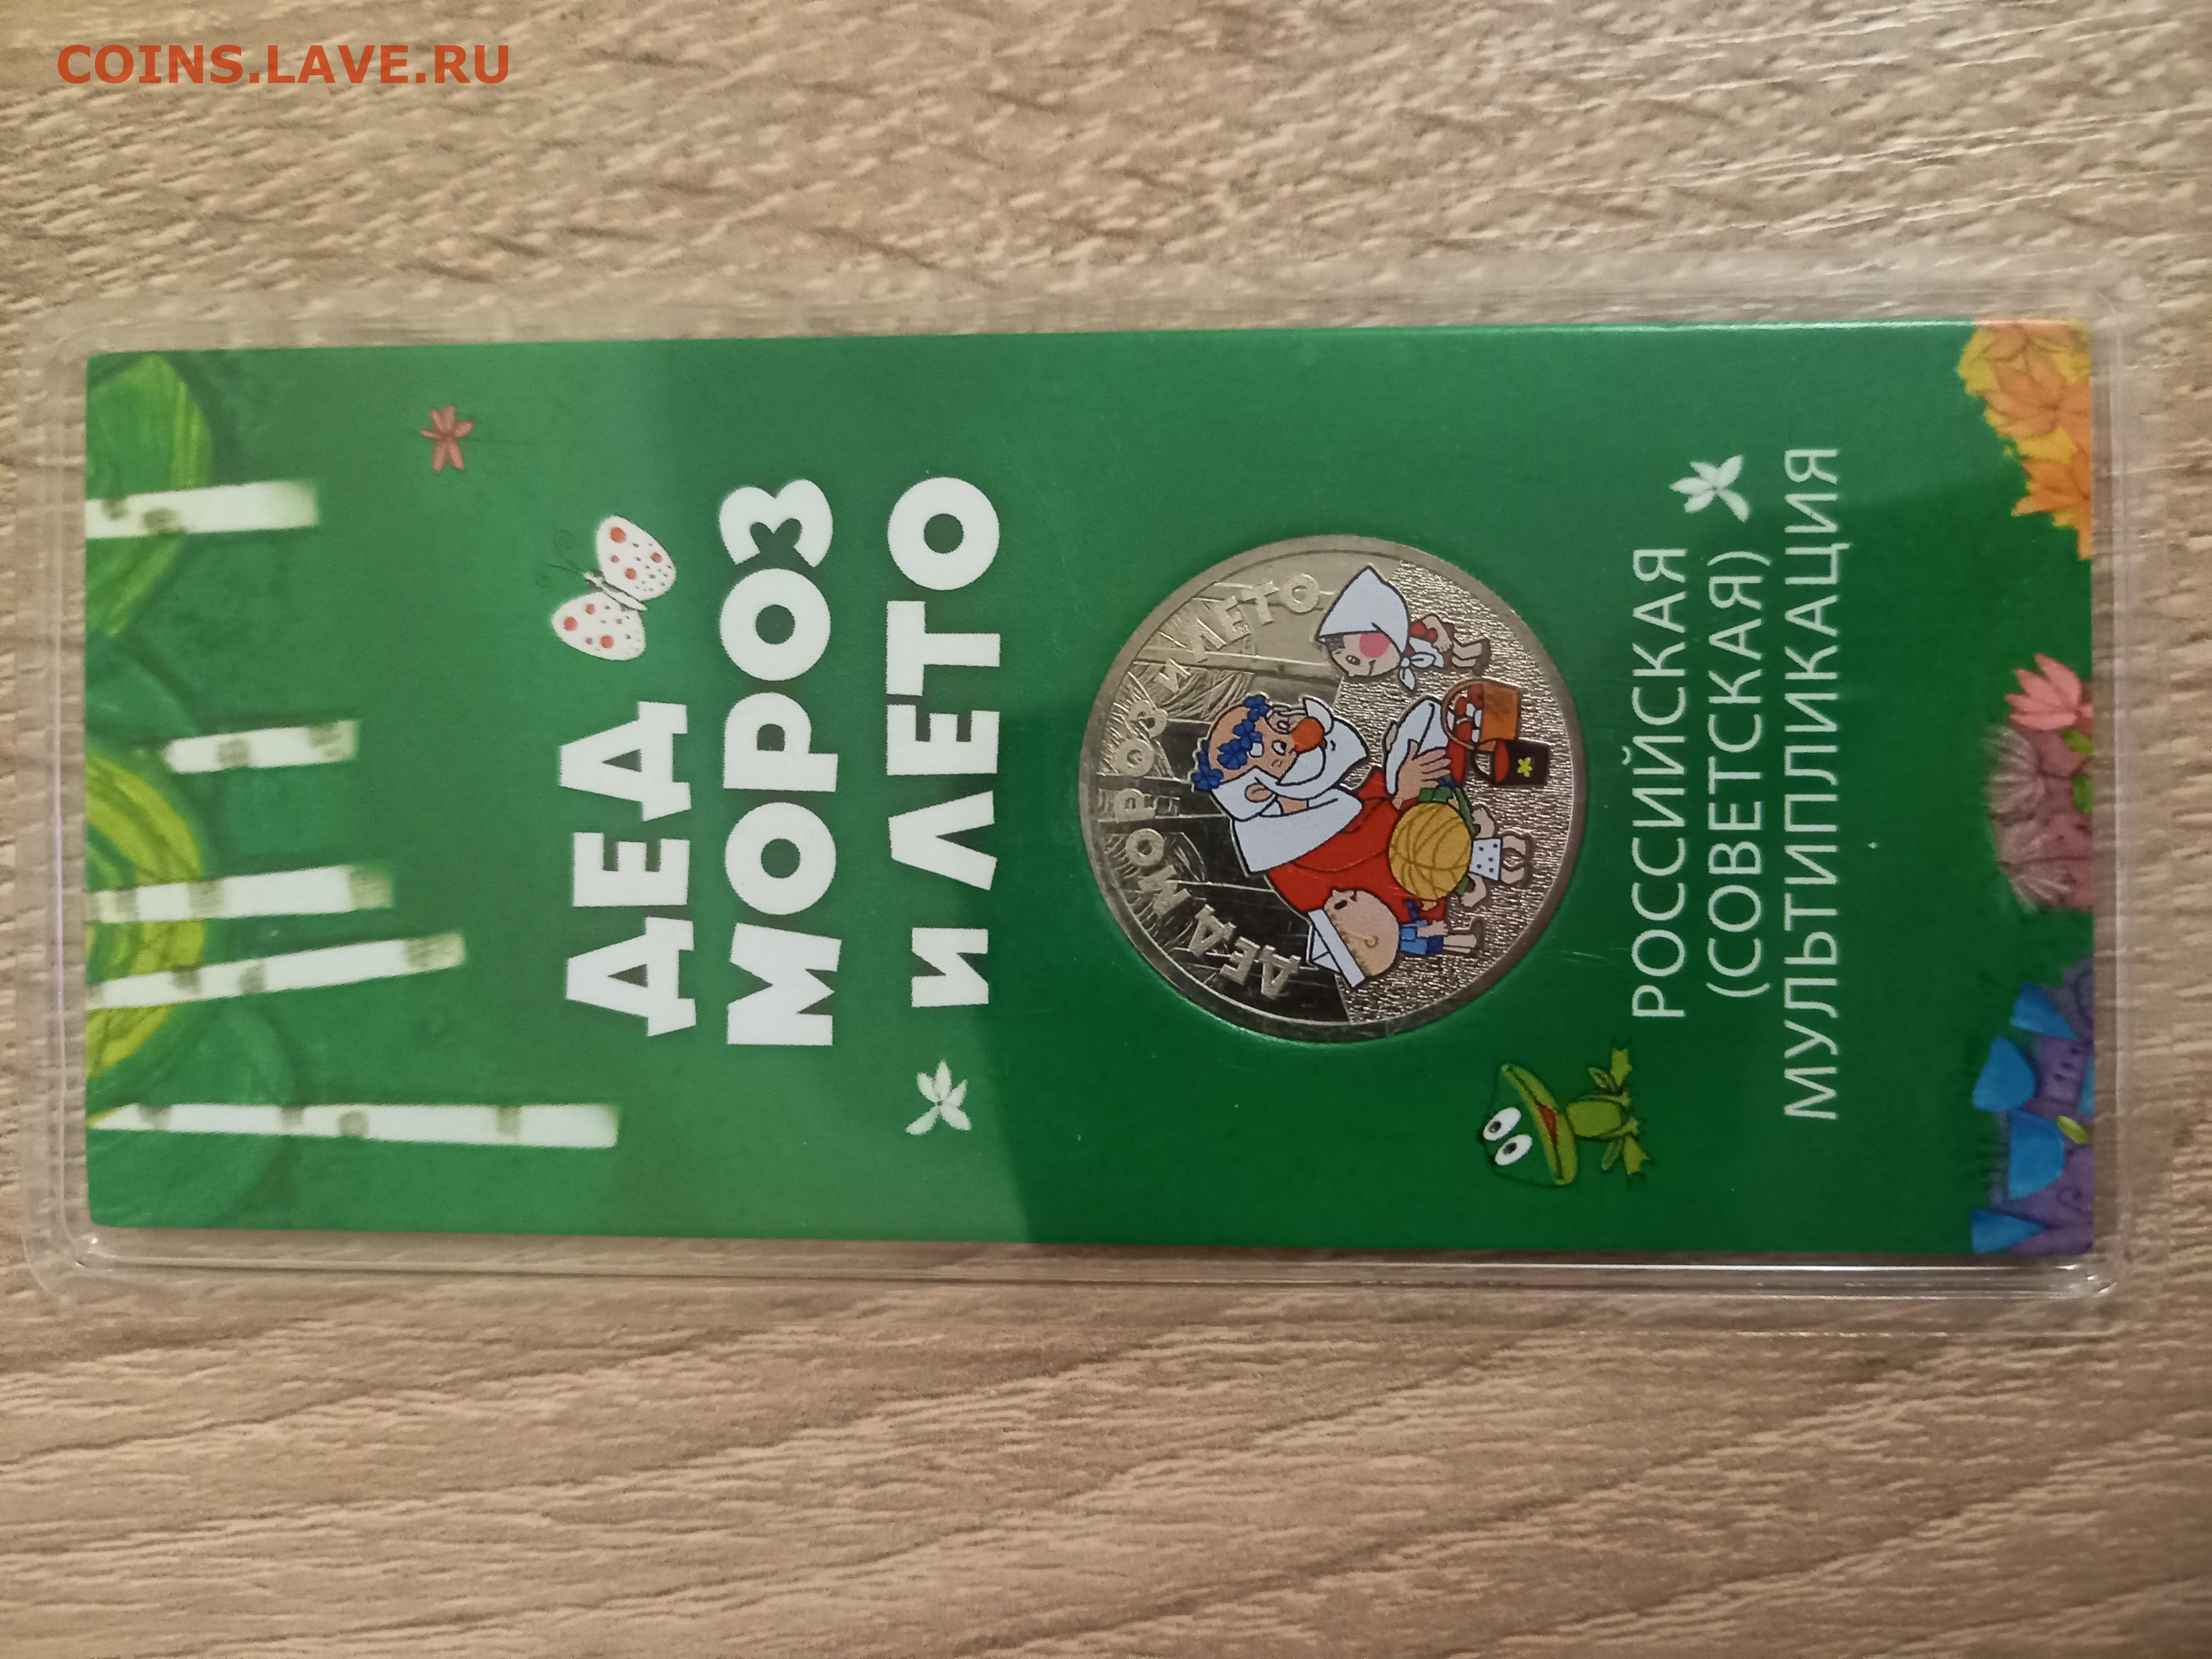 COINS.LAVE.RU
ДЕД
МОРОЗ
И ЛЕТО
ДЕД МОРОЗ И ЛЕТО
РОССИЙСКАЯ
(СОВЕТСКАЯ)
МУЛЬТИПЛИКАЦИЯ